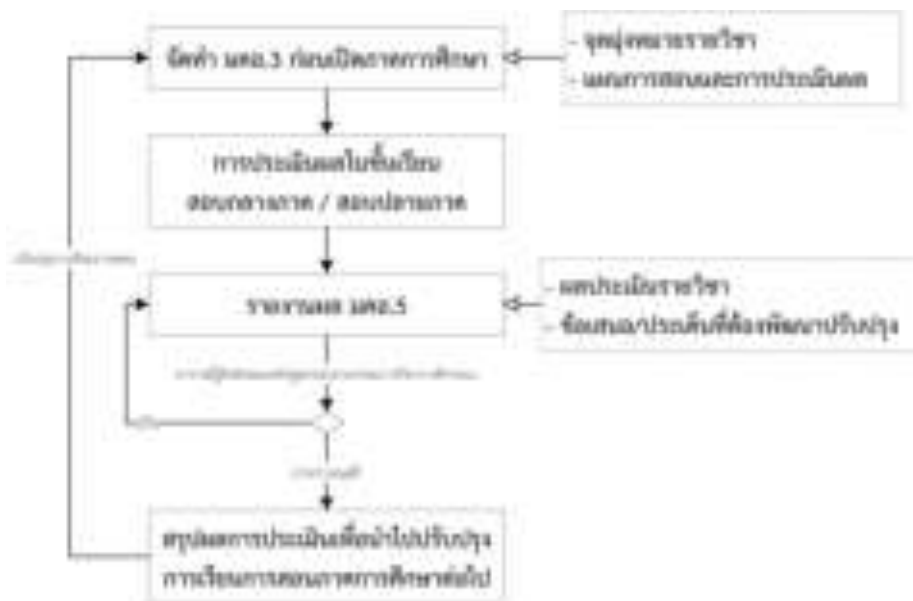 จัดทำ มคอ.3 ก่อนเปิดภาคการศึกษา
- จุดมุ่งหมายรายวิชา
- แผนการสอนและการประเมินผล
การประเมินผลในชั้นเรียน
สอบกลางภาค / สอบปลายภาค
รายงานผล มคอ.5
- ผลประเมินรายวิชา
- ข้อเสนอ/ประเด็นที่ต้องพัฒนาปรับปรุง
สรุปผลการประเมินเพื่อนำไปปรับปรุง
การเรียนการสอนภาคการศึกษาต่อไป